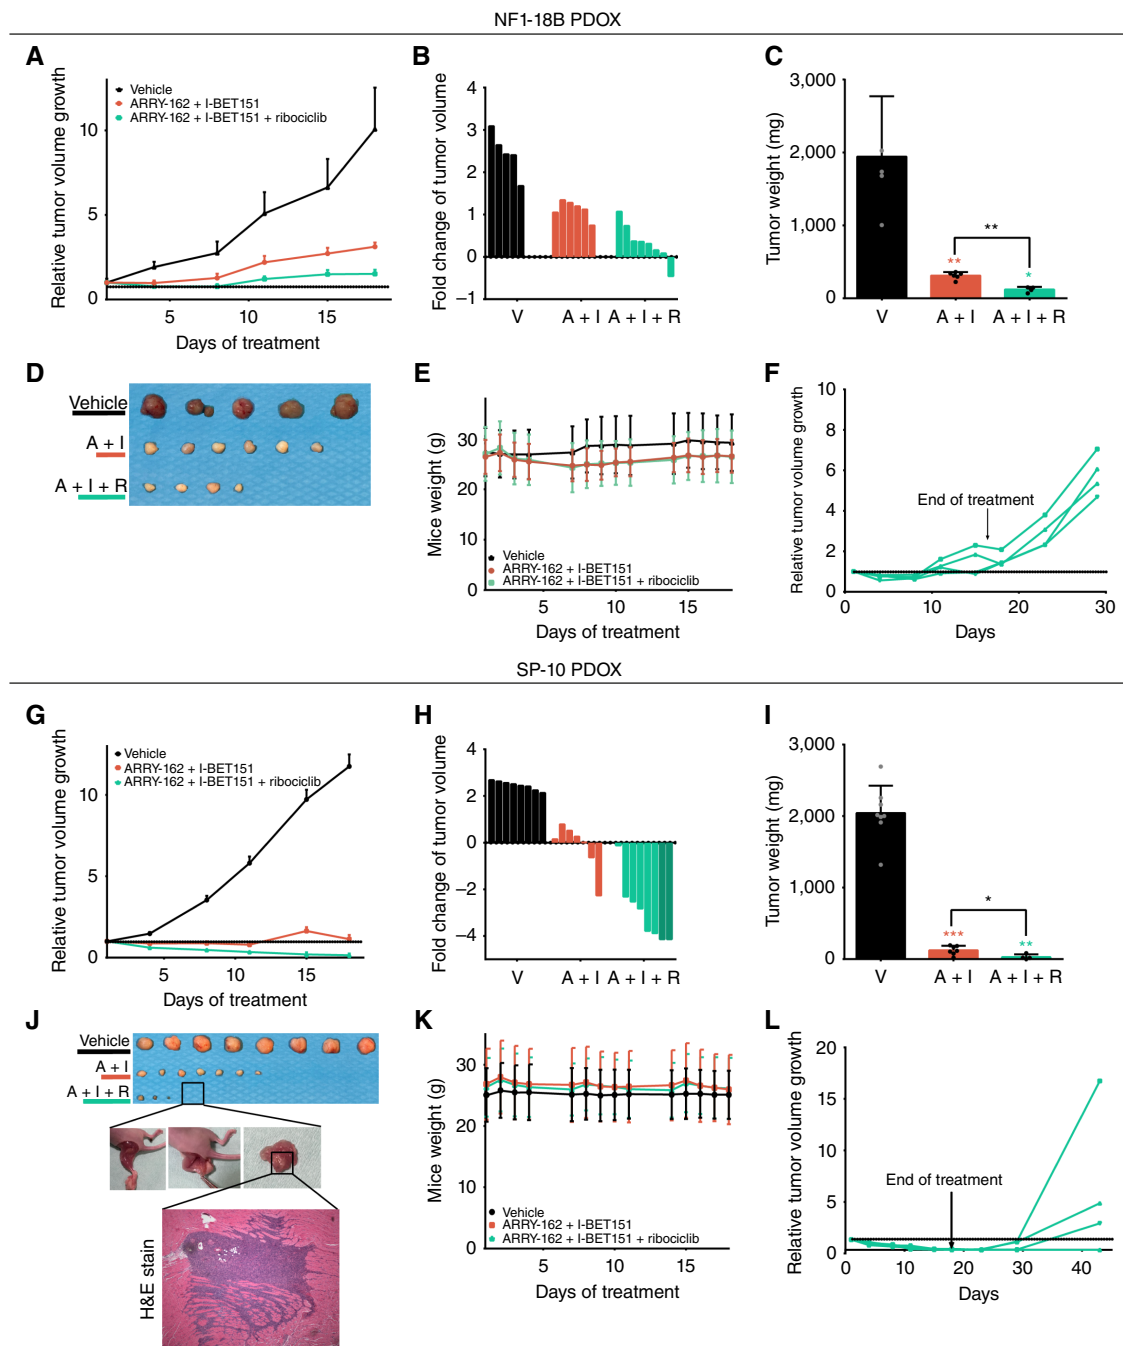 NF1-18B PDOX
A
Relative tumor volume growth
10
5
0
Vehicle
ARRY-162 + I-BET151
ARRY-162 + I-BET151 + ribociclib
5
10
15
Days of treatment
B
Fold change of tumor volume
4
3
2
1
0
−1
V
A + I
A + I + R
C
Tumor weight (mg)
3,000
2,000
1,000
0
**
**
*
V
A + I
A + I + R
D
Vehicle
A + I
A + I + R
E
Mice weight (g)
30
20
10
0
Vehicle
ARRY-162 + I-BET151
ARRY-162 + I-BET151 + ribociclib
5
10
15
Days of treatment
F
Relative tumor volume growth
10
8
6
4
2
0
End of treatment
0
10
20
30
Days
SP-10 PDOX
G
Relative tumor volume growth
10
5
0
Vehicle
ARRY-162 + I-BET151
ARRY-162 + I-BET151 + ribociclib
5
10
15
Days of treatment
H
Fold change of tumor volume
4
2
0
−2
−4
V
A + I
A + I + R
I
Tumor weight (mg)
3,000
2,000
1,000
0
*
***
**
V
A + I
A + I + R
J
Vehicle
A + I
A + I + R
H&E stain
K
Mice weight (g)
30
20
10
0
Vehicle
ARRY-162 + I-BET151
ARRY-162 + I-BET151 + ribociclib
5
10
15
Days of treatment
L
Relative tumor volume growth
20
15
10
5
0
End of treatment
0
10
20
30
40
Days